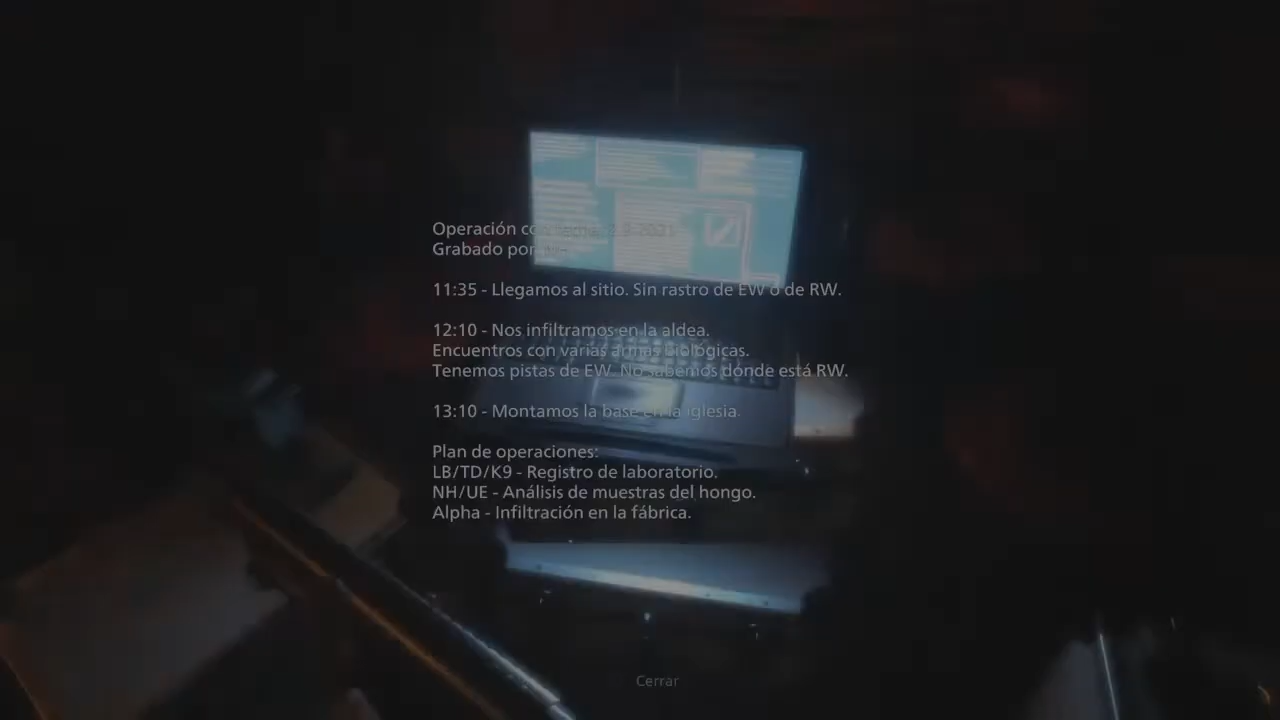 Operación
Grabado por
11:35 - Llegamos al sitio. Sin rastro de EW o de RW.
12:10 - Nos infiltramos en la aldea.
Encuentros con varias armas biológicas.
Tenemos pistas de EW. No sabemos dónde está RW.
13:10 - Montamos la base en la iglesia.
Plan de operaciones:
LB/TD/K9 - Registro de laboratorio.
NH/UE - Análisis de muestras del hongo.
Alpha - Infiltración en la fábrica.
Cerrar